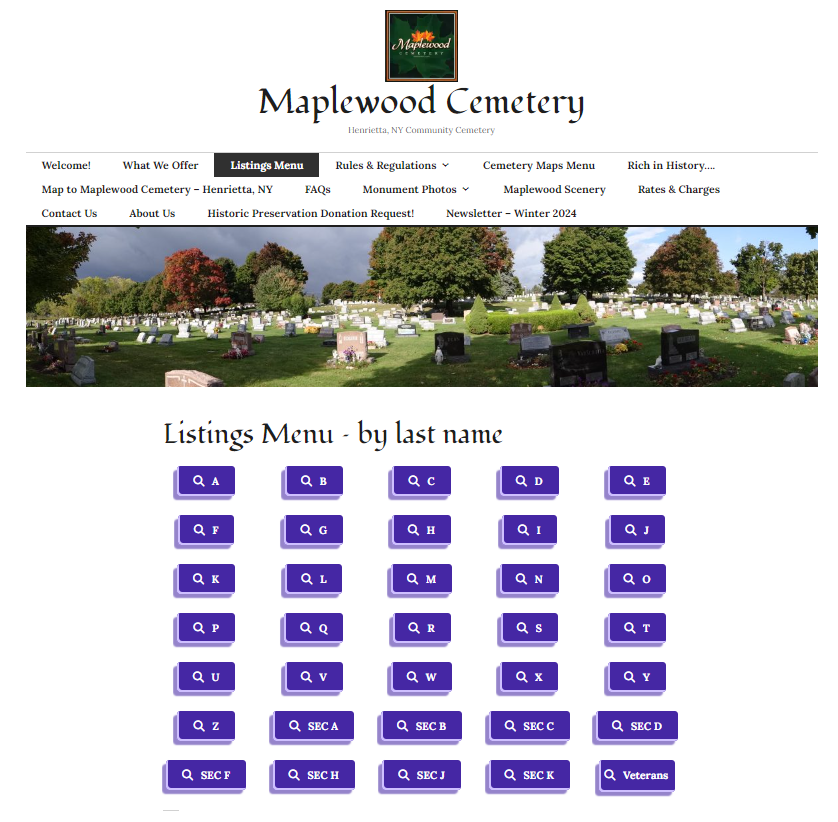 Maplewood
CEMETERY
Maplewood Cemetery
Henrietta, NY Community Cemetery
Welcome! What We Offer Listings Menu Rules & Regulations Cemetery Maps Menu Rich in History….
Map to Maplewood Cemetery – Henrietta, NY FAQs Monument Photos Maplewood Scenery Rates & Charges
Contact Us About Us Historic Preservation Donation Request! Newsletter – Winter 2024
Listings Menu - by last name
A B C D E
F G H I J
K L M N O
P Q R S T
U V W X Y
Z SEC A SEC B SEC C SEC D
SEC F SEC H SEC J SEC K Veterans